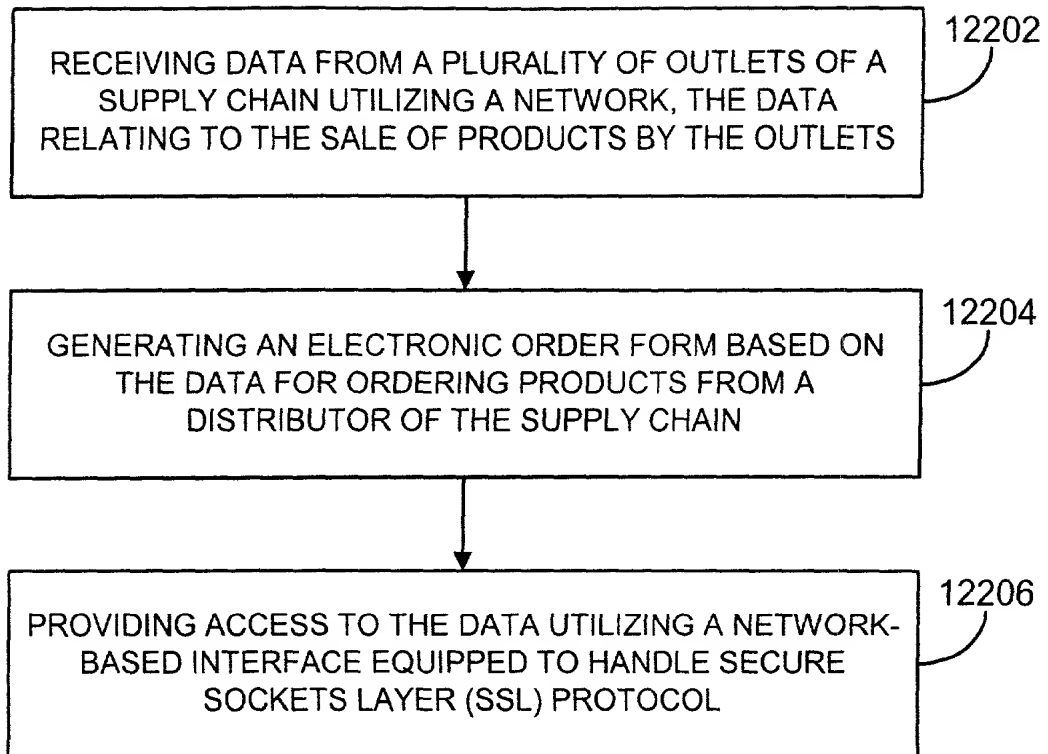 12202
RECEIVING DATA FROM A PLURALITY OF OUTLETS OF A
SUPPLY CHAIN UTILIZING A NETWORK, THE DATA
RELATING TO THE SALE OF PRODUCTS BY THE OUTLETS
12204
GENERATING AN ELECTRONIC ORDER FORM BASED ON
THE DATA FOR ORDERING PRODUCTS FROM A
DISTRIBUTOR OF THE SUPPLY CHAIN
12206
PROVIDING ACCESS TO THE DATA UTILIZING A NETWORK-
BASED INTERFACE EQUIPPED TO HANDLE SECURE
SOCKETS LAYER (SSL) PROTOCOL